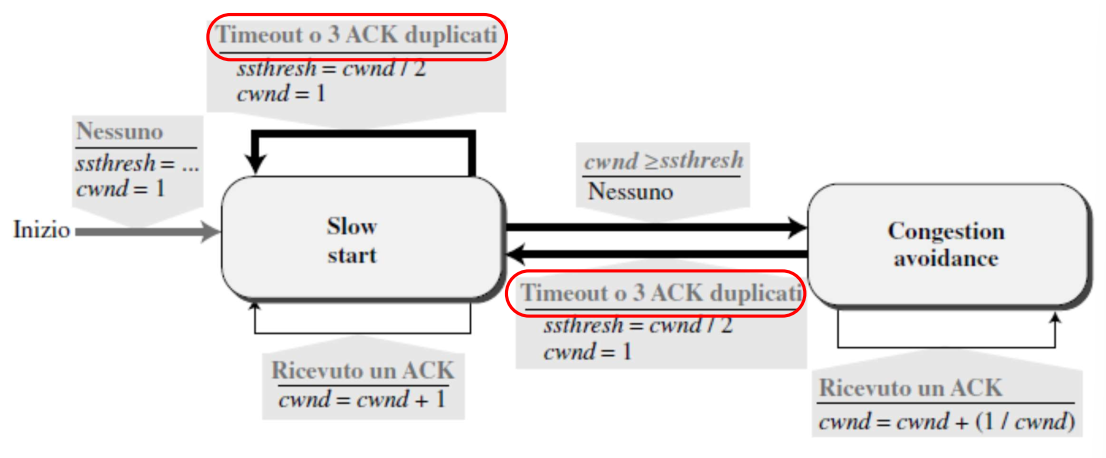 Timeout o 3 ACK duplicati
ssthresh = cwnd / 2
cwnd = 1
Nessuno
ssthresh = ...
cwnd = 1
Inizio
Slow
start
cwnd ≥ssthresh
Nessuno
Congestion
avoidance
Timeout o 3 ACK duplicati
ssthresh = cwnd / 2
cwnd = 1
Ricevuto un ACK
cwnd = cwnd + 1
Ricevuto un ACK
cwnd = cwnd + (1 / cwnd)